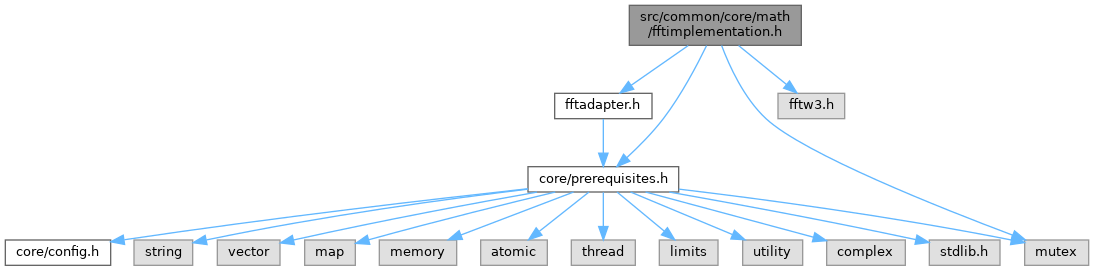 src/common/core/math
/fftimplementation.h
fftadapter.h
fftw3.h
core/prerequisites.h
core/config.h
string
vector
map
memory
atomic
thread
limits
utility
complex
stdlib.h
mutex